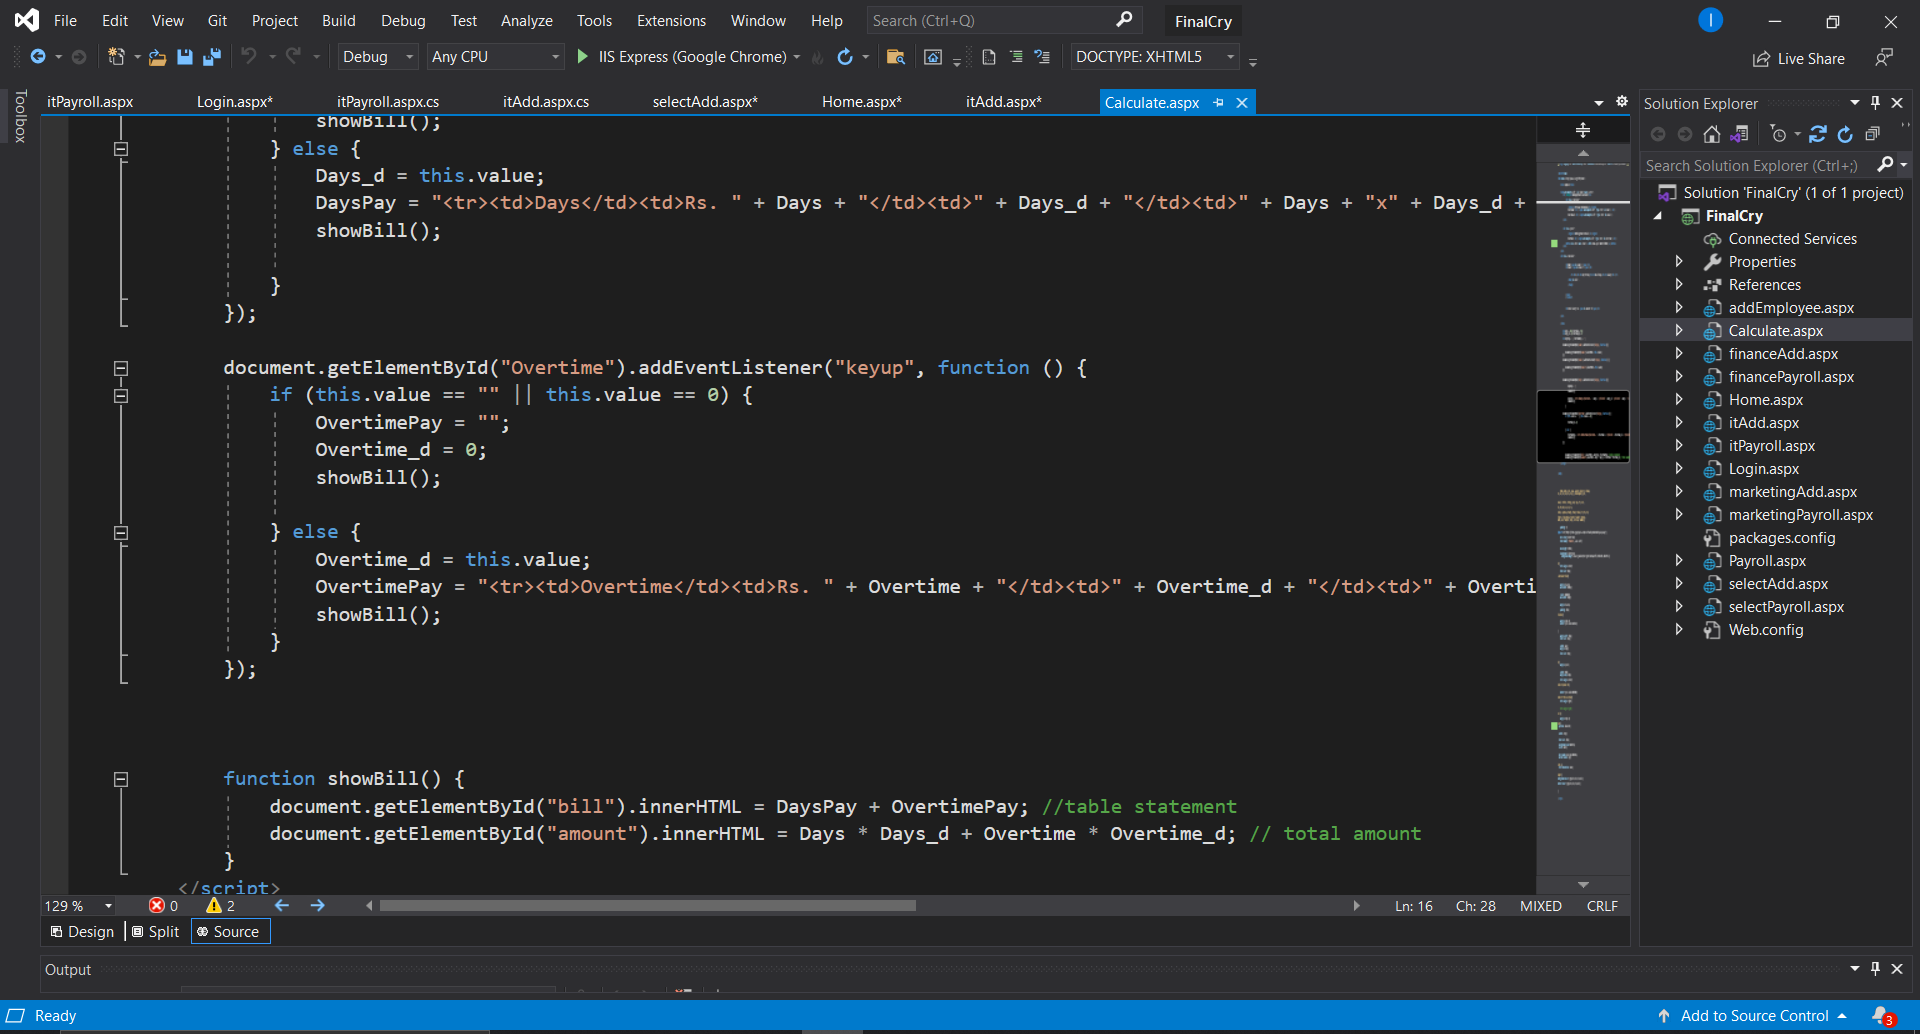 File Edit View Git Project Build Debug Test Analyze Tools Extensions Window Help Search (Ctrl+Q) FinalCry I
Debug Any CPU IIS Express (Google Chrome) DOCTYPE: XHTML5 Live Share
Toolbox
itPayroll.aspx Login.aspx* itPayroll.aspx.cs itAdd.aspx.cs selectAdd.aspx* Home.aspx* itAdd.aspx* Calculate.aspx
showBill();
} else {
Days_d = this.value;
DaysPay = "<tr><td>Days</td><td>Rs. " + Days + "</td><td>" + Days_d + "</td><td>" + Days + "x" + Days_d +
showBill();
}
});
document.getElementById("Overtime").addEventListener("keyup", function () {
if (this.value == "" || this.value == 0) {
OvertimePay = "";
Overtime_d = 0;
showBill();
} else {
Overtime_d = this.value;
OvertimePay = "<tr><td>Overtime</td><td>Rs. " + Overtime + "</td><td>" + Overtime_d + "</td><td>" + Overti
showBill();
}
});
function showBill() {
document.getElementById("bill").innerHTML = DaysPay + OvertimePay; //table statement
document.getElementById("amount").innerHTML = Days * Days_d + Overtime * Overtime_d; // total amount
}
</script>
129 % 0 2 Ln: 16 Ch: 28 MIXED CRLF
Design Split Source
Output
Solution Explorer
Search Solution Explorer (Ctrl+;)
Solution 'FinalCry' (1 of 1 project)
FinalCry
Connected Services
Properties
References
addEmployee.aspx
Calculate.aspx
financeAdd.aspx
financePayroll.aspx
Home.aspx
itAdd.aspx
itPayroll.aspx
Login.aspx
marketingAdd.aspx
marketingPayroll.aspx
packages.config
Payroll.aspx
selectAdd.aspx
selectPayroll.aspx
Web.config
Ready Add to Source Control 3